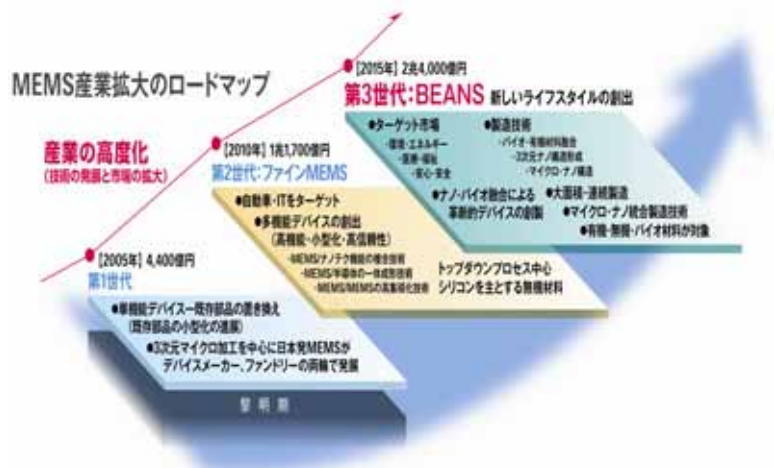 MEMS産業拡大のロードマップ
産業の高度化
(技術の発展と市場の拡大)
[2015年] 2兆4,000億円
第3世代：BEANS 新しいライフスタイルの創出
●ターゲット市場
・環境・エネルギー
・医療・福祉
・安心・安全
●製造技術
・バイオ・有機材料融合
・3次元ナノ構造形成
・マイクロ・ナノ構造
●ナノ・バイオ融合による
革新的デバイスの創製
●大面積・連続製造
●マイクロ・ナノ統合製造技術
●有機・無機・バイオ材料が対象
[2010年] 1兆1,700億円
第2世代：ファインMEMS
●自動車・ITをターゲット
●多機能デバイスの創出
(高機能・小型化・高信頼性)
・MEMS/ナノテク機能の複合技術
・MEMS/半導体の一体成形技術
・MEMS/MEMSの高集積化技術
トップダウンプロセス中心
シリコンを主とする無機材料
[2005年] 4,400億円
第1世代
●単機能デバイスー既存部品の置き換え
(既存部品の小型化の進展)
●3次元マイクロ加工を中心に日本発MEMSが
デバイスメーカー、ファンドリーの両輪で発展
黎明期